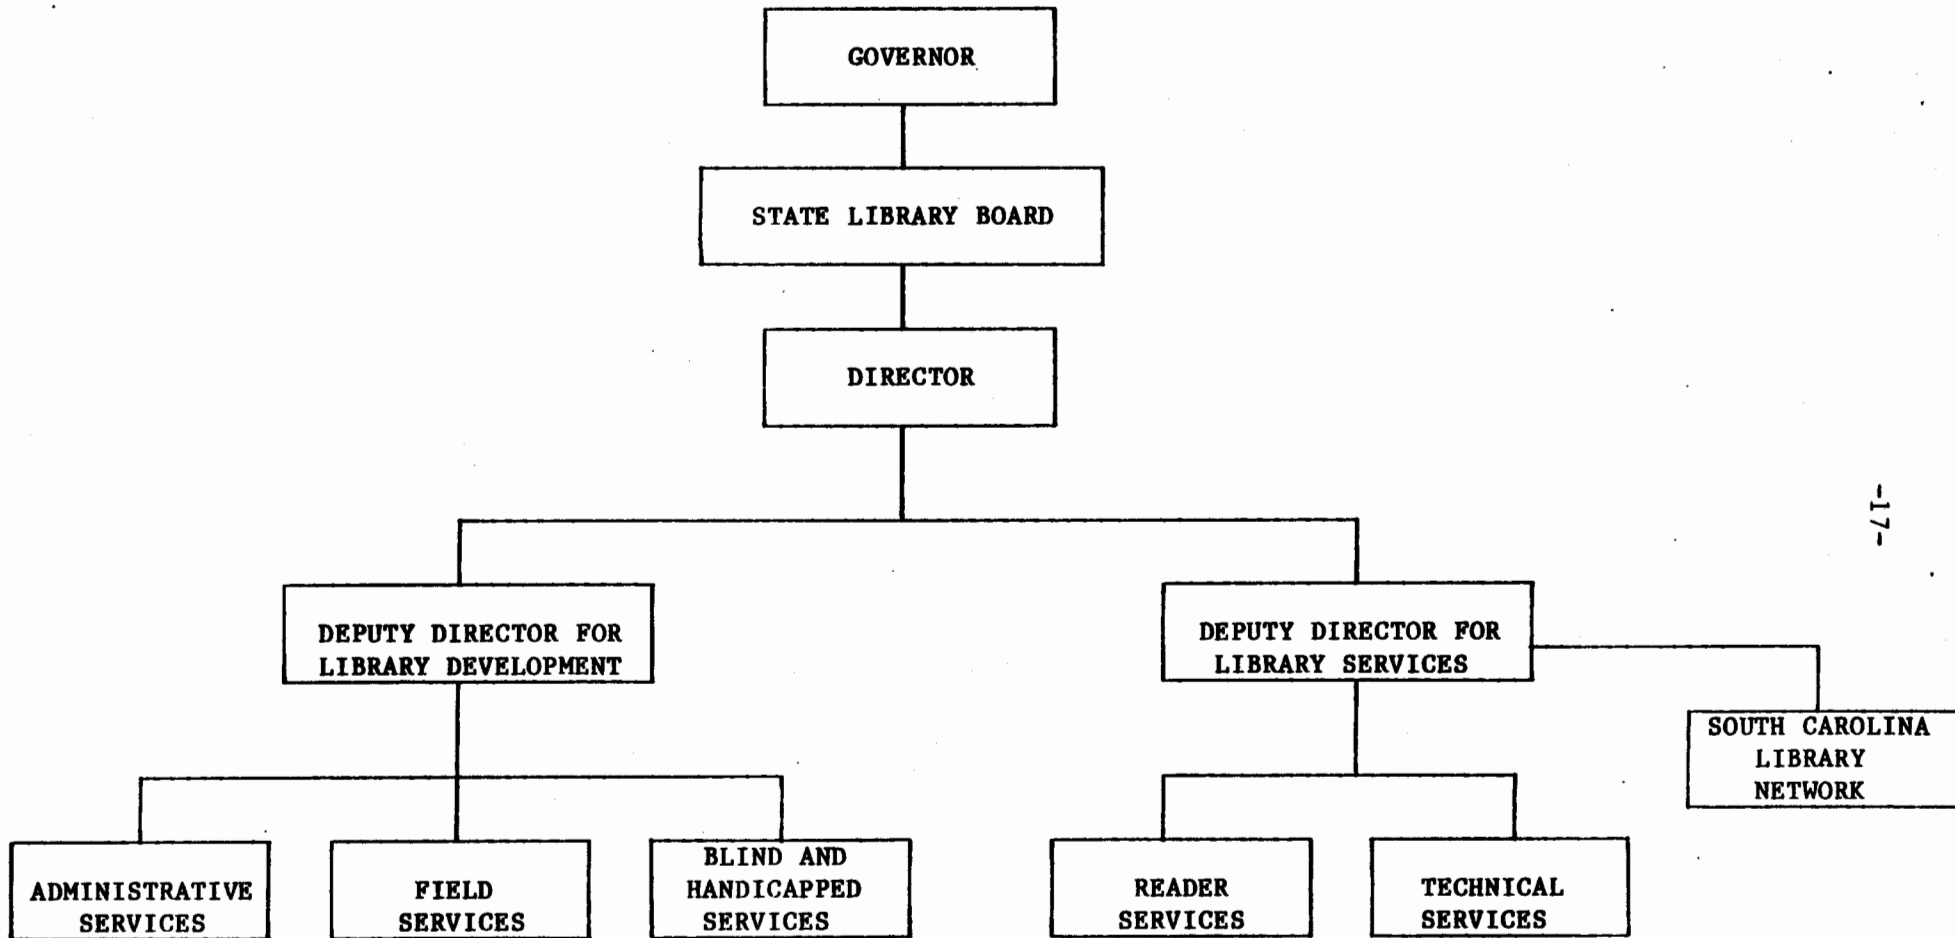 GOVERNOR
STATE LIBRARY BOARD
DIRECTOR
-17-
DEPUTY DIRECTOR FOR
LIBRARY DEVELOPMENT
DEPUTY DIRECTOR FOR
LIBRARY SERVICES
SOUTH CAROLINA
LIBRARY
NETWORK
ADMINISTRATIVE
SERVICES
FIELD
SERVICES
BLIND AND
HANDICAPPED
SERVICES
READER
SERVICES
TECHNICAL
SERVICES